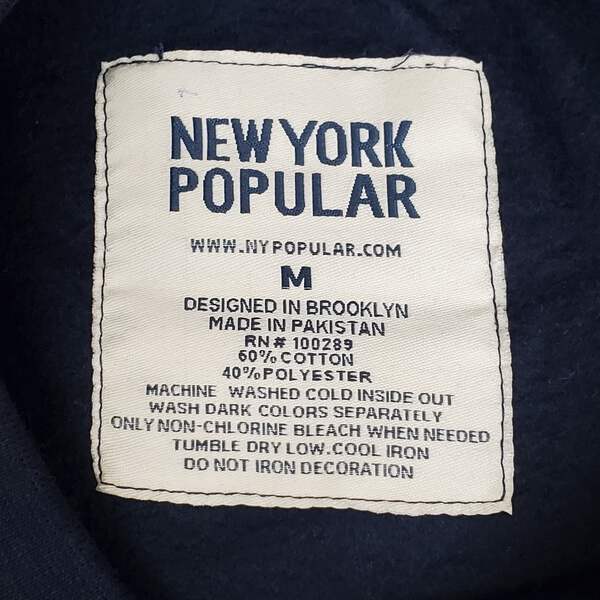 NEW YORK
POPULAR
WWW.NYPOPULAR.COM
M
DESIGNED IN BROOKLYN
MADE IN PAKISTAN
RN# 100289
60% COTTON
40% POLYESTER
MACHINE WASHED COLD INSIDE OUT
WASH DARK COLORS SEPARATELY
ONLY NON-CHLORINE BLEACH WHEN NEEDED
TUMBLE DRY LOW.COOL IRON
DO NOT IRON DECORATION